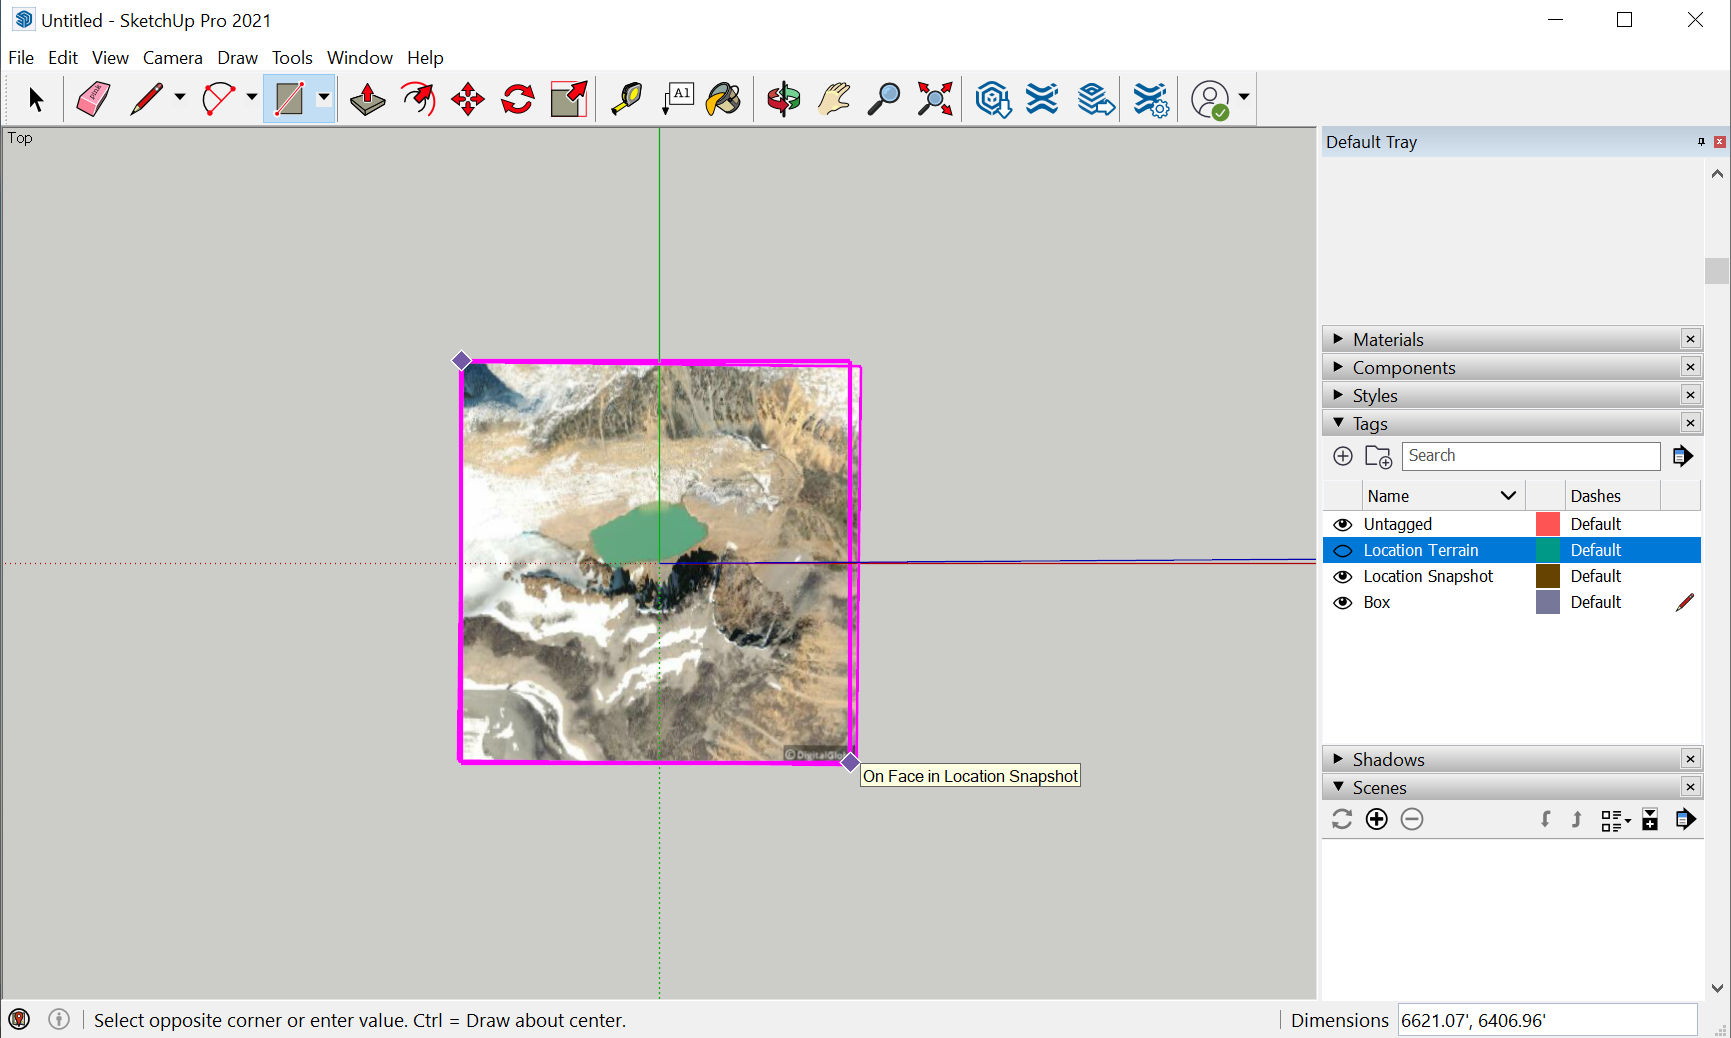 Untitled - SketchUp Pro 2021
File Edit View Camera Draw Tools Window Help
A1
Top
Default Tray
Materials
Components
Styles
Tags
Search
Name Dashes
Untagged Default
Location Terrain Default
Location Snapshot Default
Box Default
© DigitalGlo
On Face in Location Snapshot
Shadows
Scenes
Select opposite corner or enter value. Ctrl = Draw about center.
Dimensions 6621.07', 6406.96'